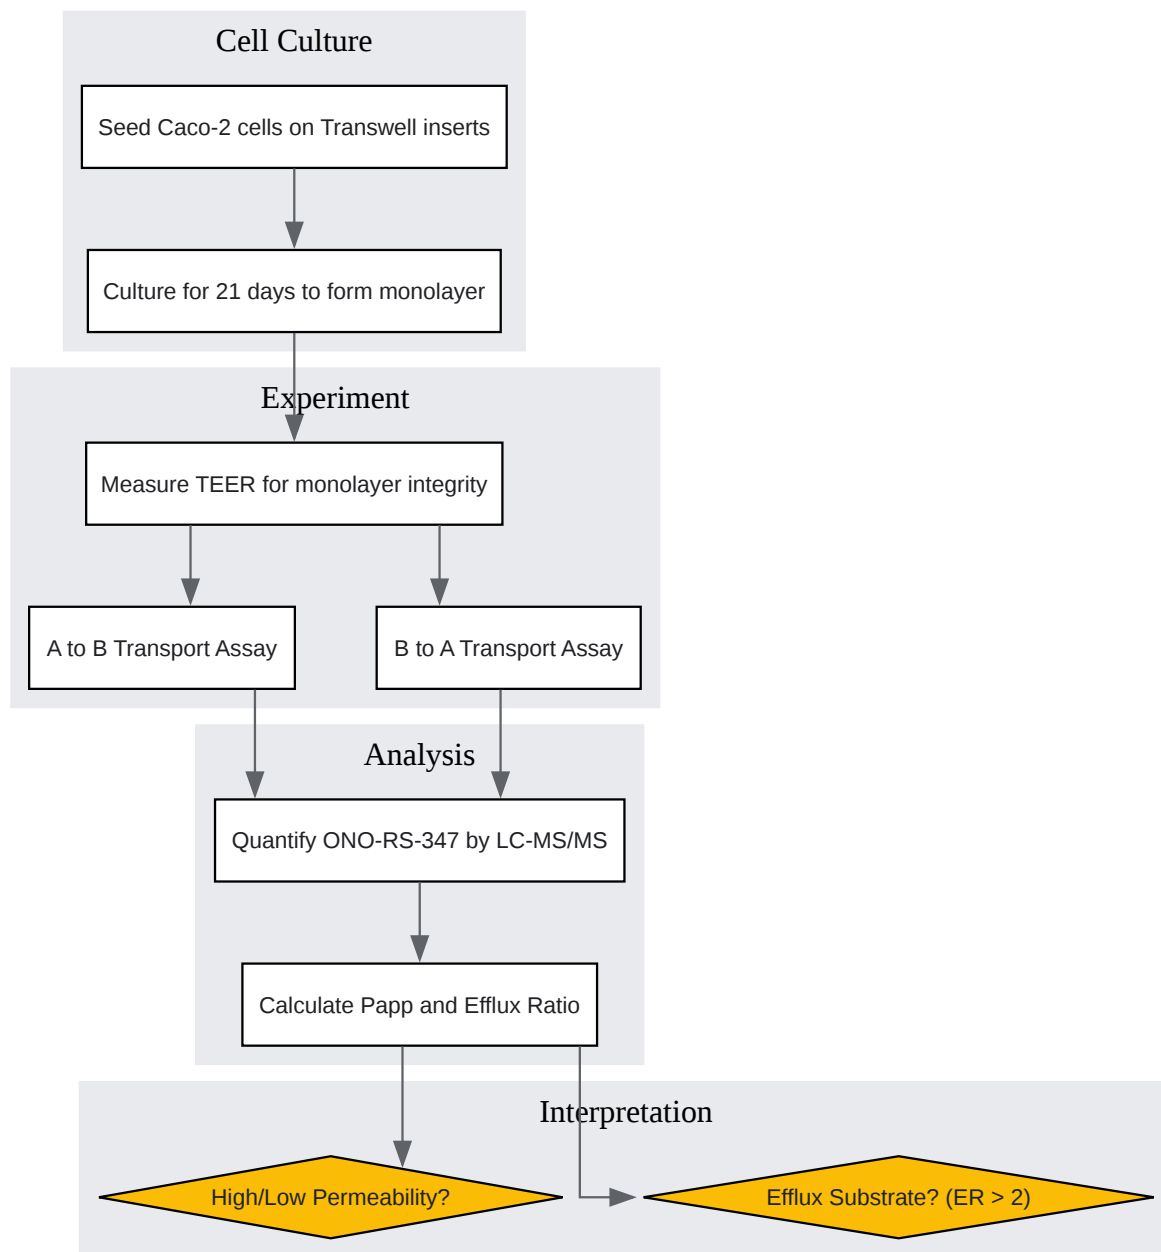 Cell Culture
Seed Caco-2 cells on Transwell inserts
Culture for 21 days to form monolayer
Experiment
Measure TEER for monolayer integrity
A to B Transport Assay
B to A Transport Assay
Analysis
Quantify ONO-RS-347 by LC-MS/MS
Calculate Papp and Efflux Ratio
Interpretation
High/Low Permeability?
Efflux Substrate? (ER > 2)